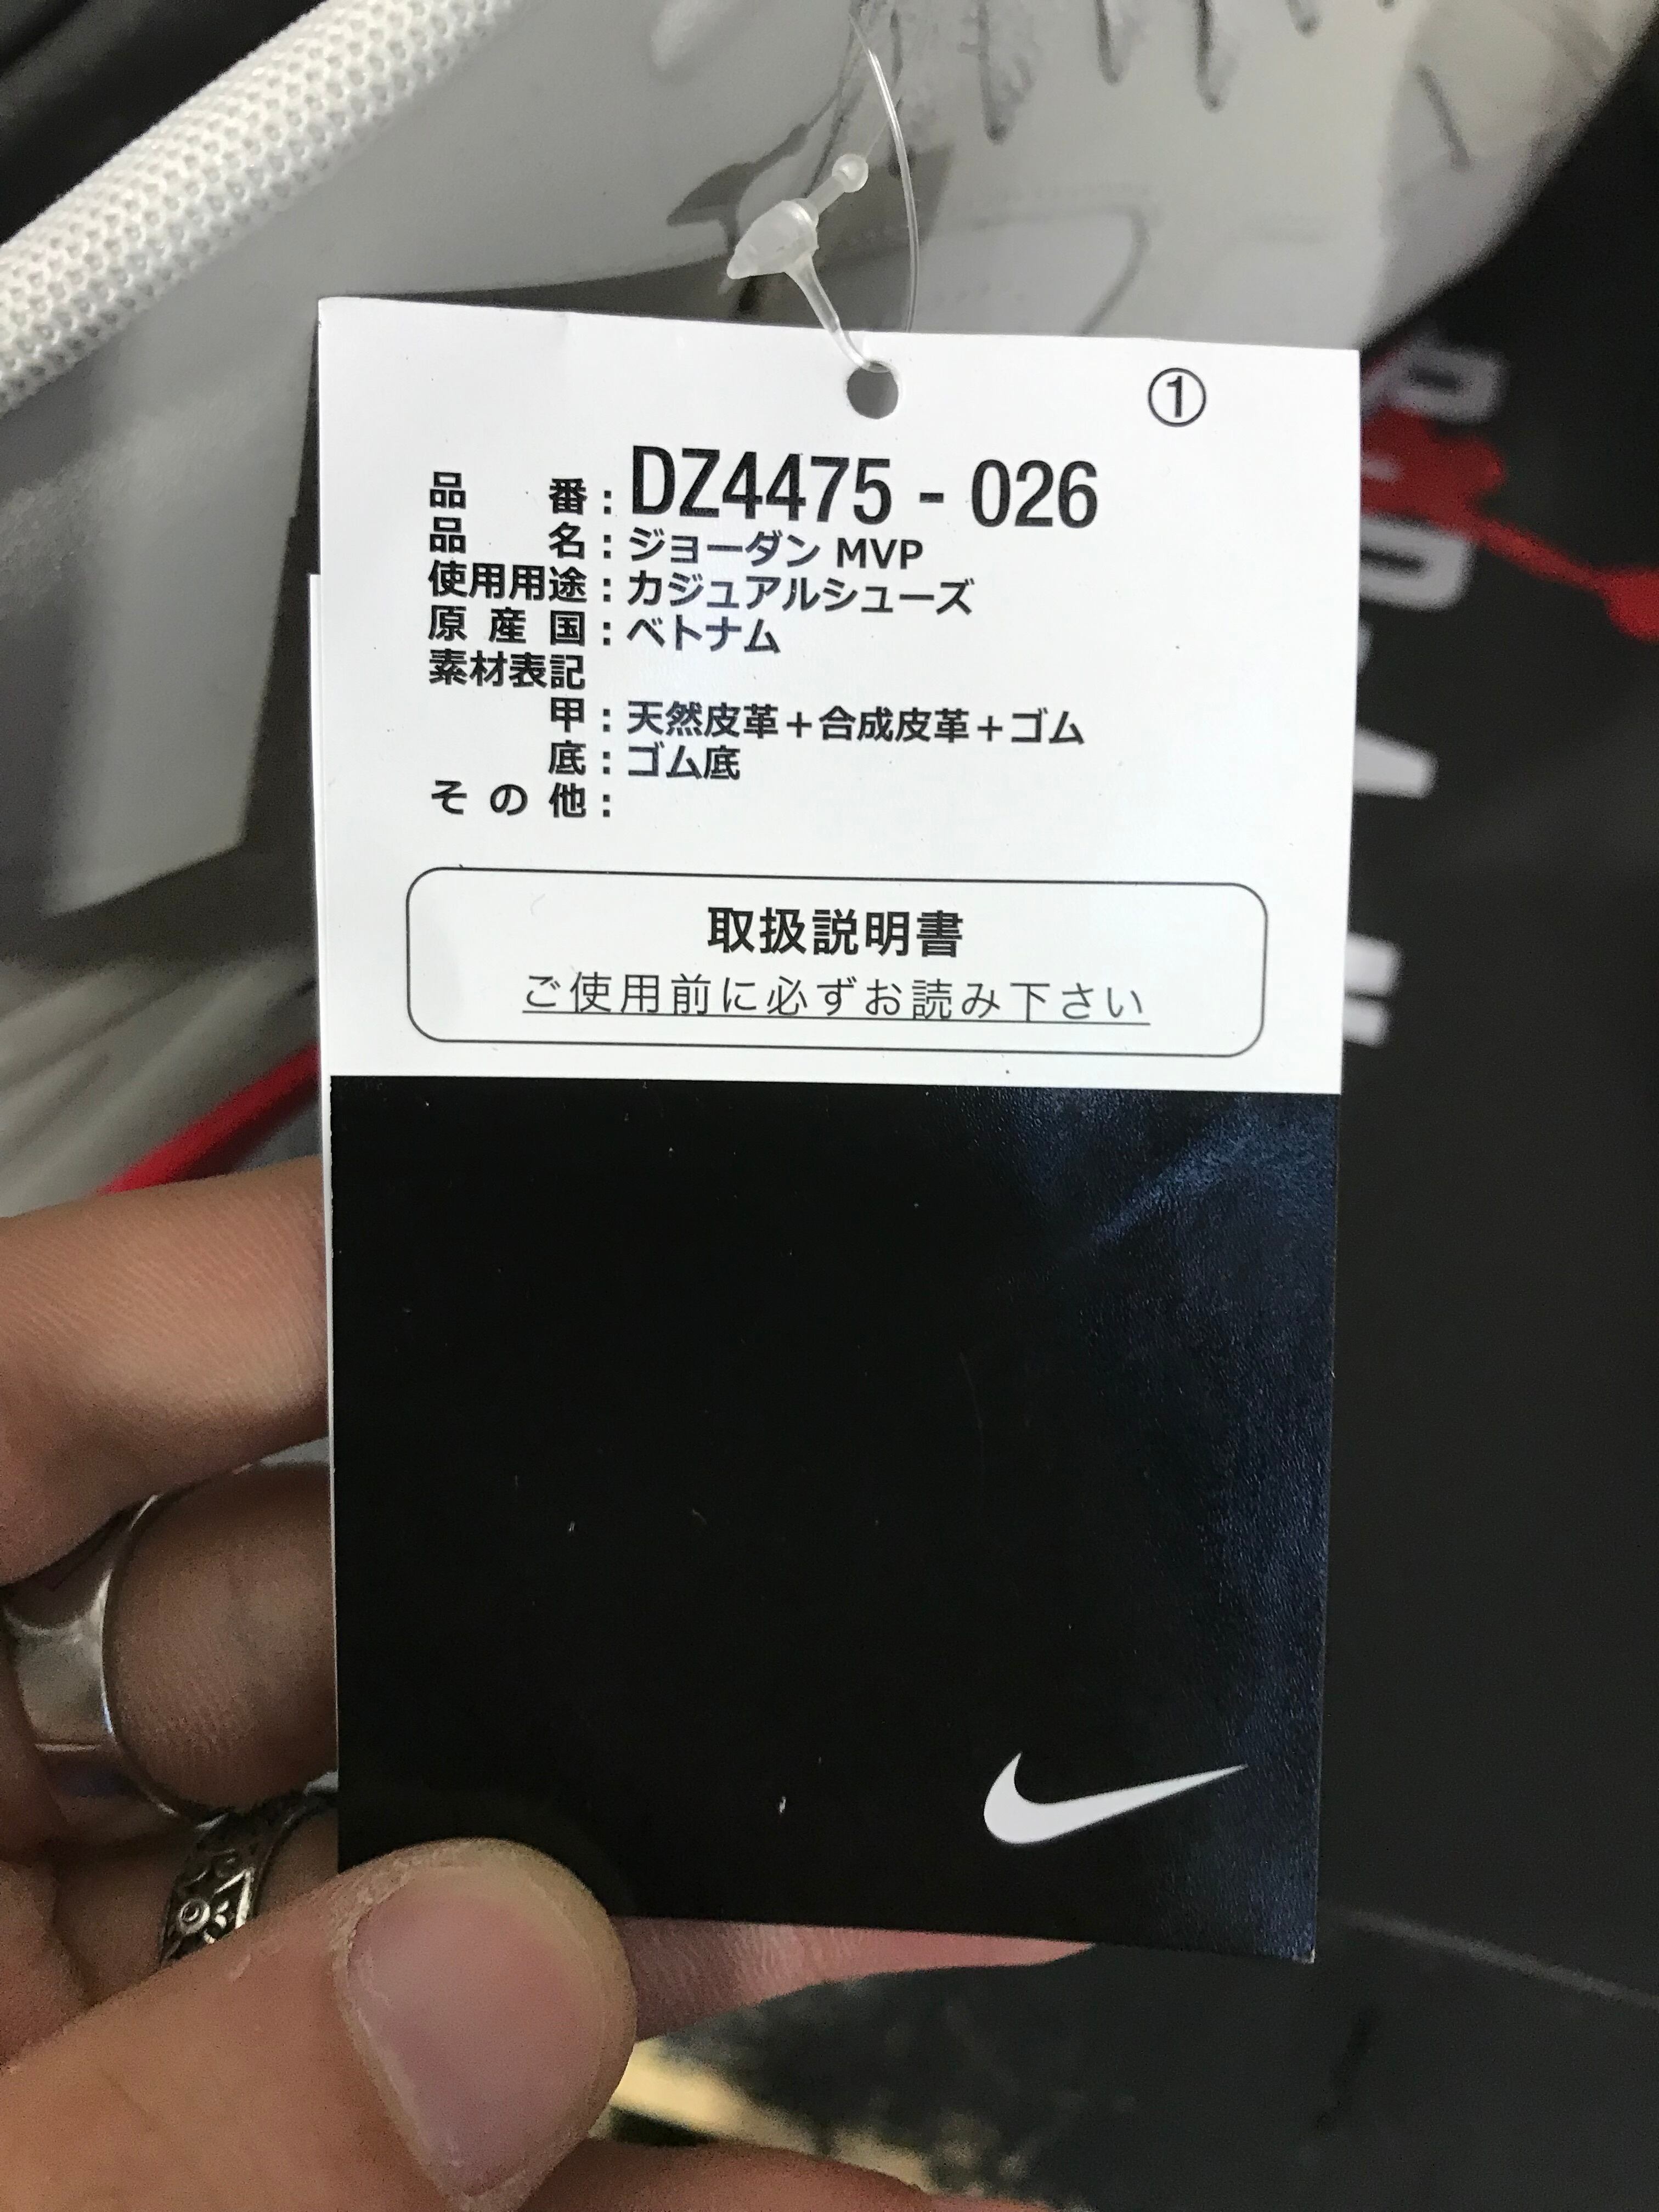 ①
品番：DZ4475 - 026
品名：ジョーダン MVP
使用用途：カジュアルシューズ
原産国：ベトナム
素材表記
甲：天然皮革＋合成皮革＋ゴム
底：ゴム底
その他：
取扱説明書
ご使用前に必ずお読み下さい